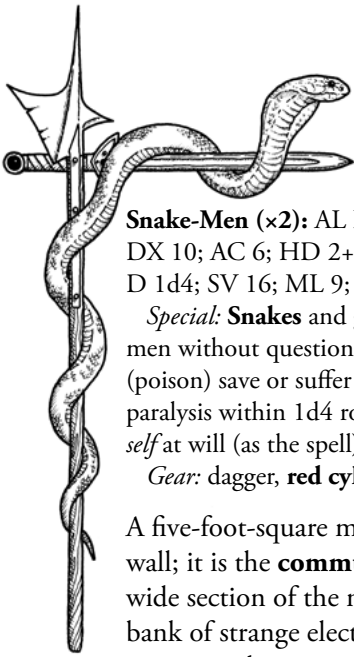 Snake-Men (×2): AL
DX 10; AC 6; HD 2+
D 1d4; SV 16; ML 9;
Special: Snakes and
men without question
(poison) save or suffer
paralysis within 1d4 ro
self at will (as the spell)
Gear: dagger, red cyl
A five-foot-square m
wall; it is the commu
wide section of the r
bank of strange elect